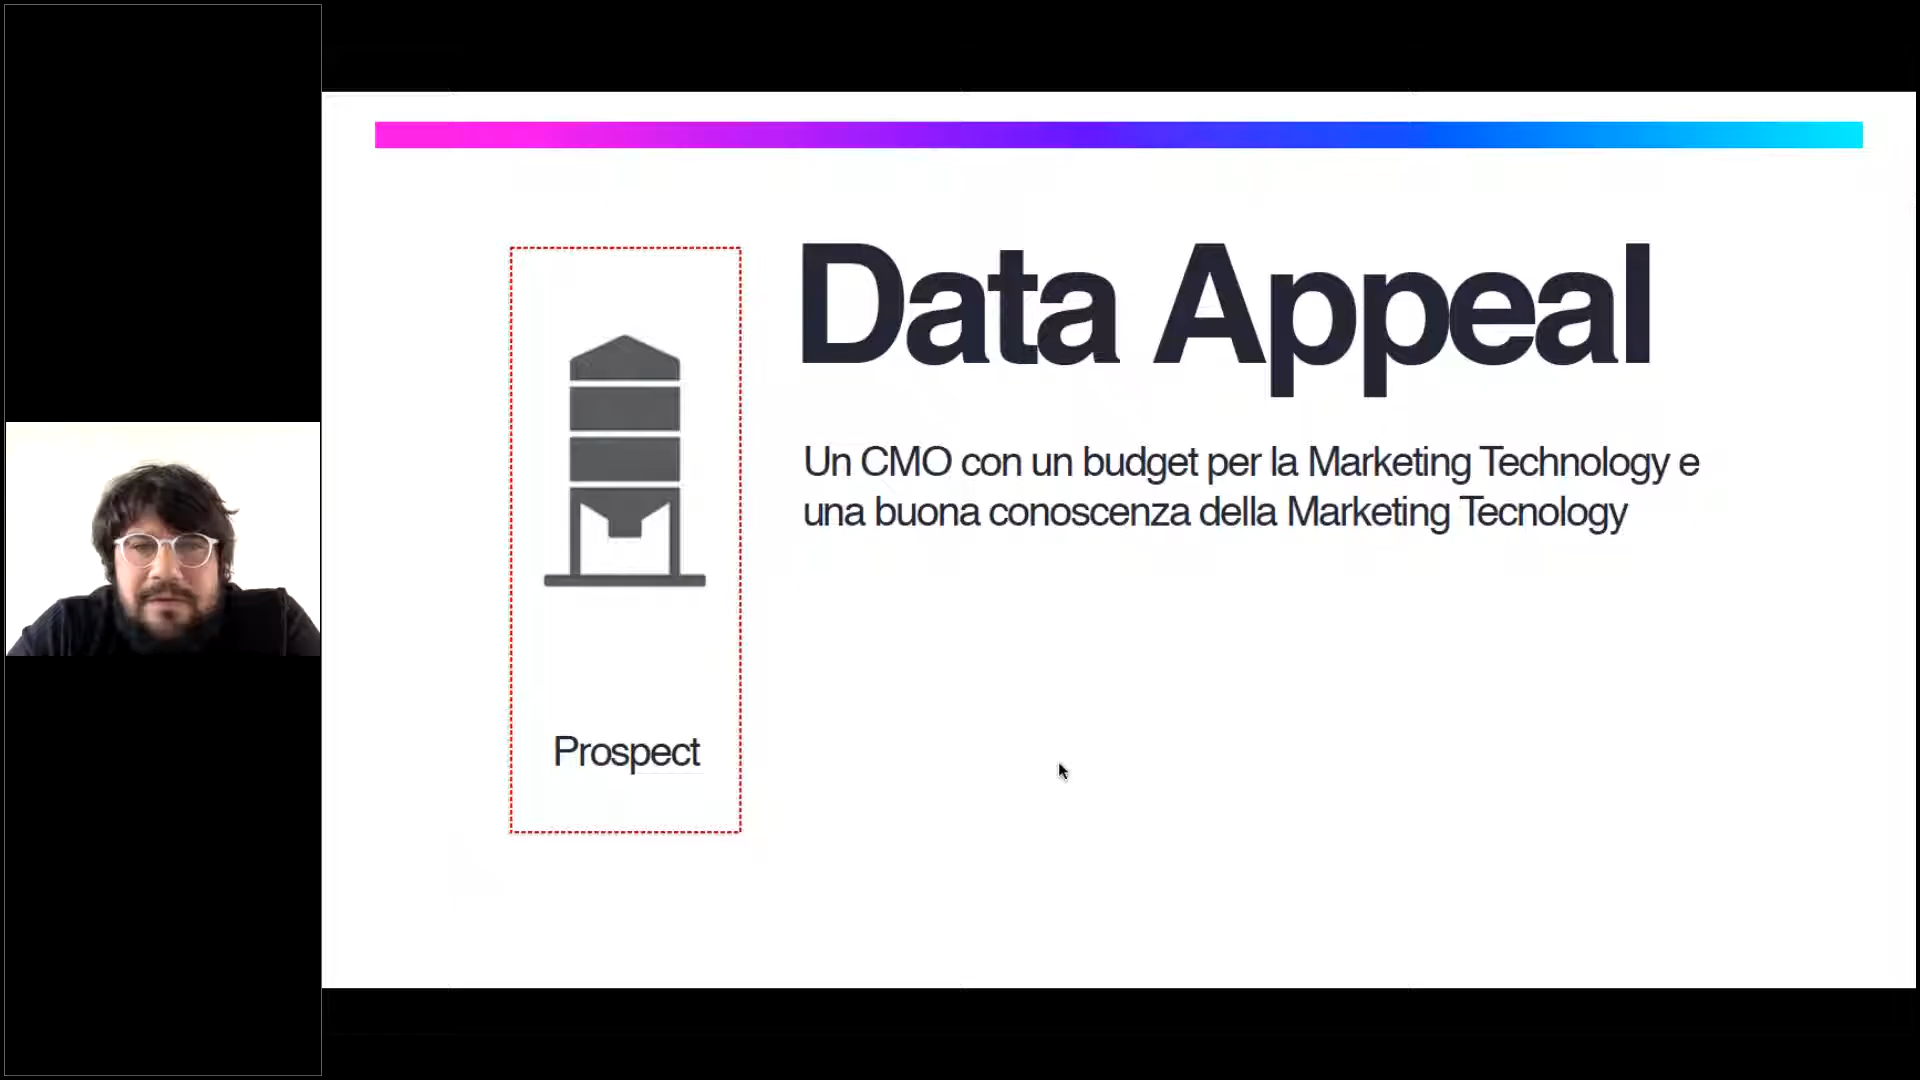 Data Appeal
Un CMO con un budget per la Marketing Technology e
una buona conoscenza della Marketing Tecnology
Prospect